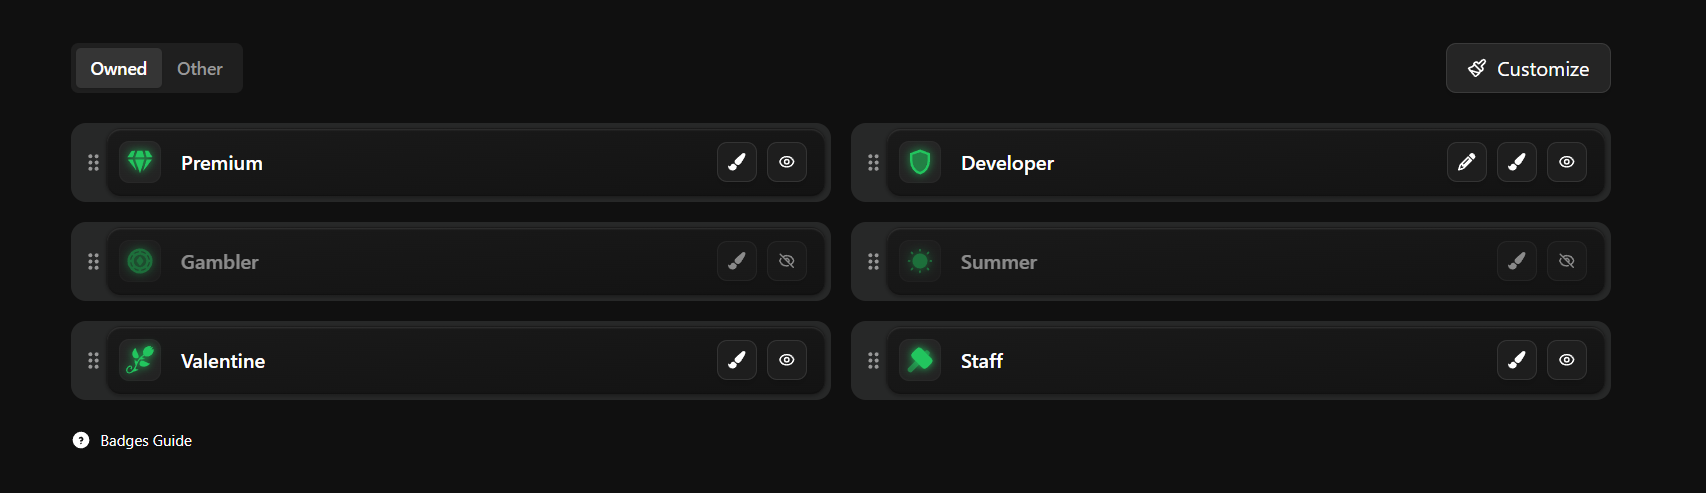 Owned Other
Customize
Premium
Developer
Gambler
Summer
Valentine
Staff
Badges Guide